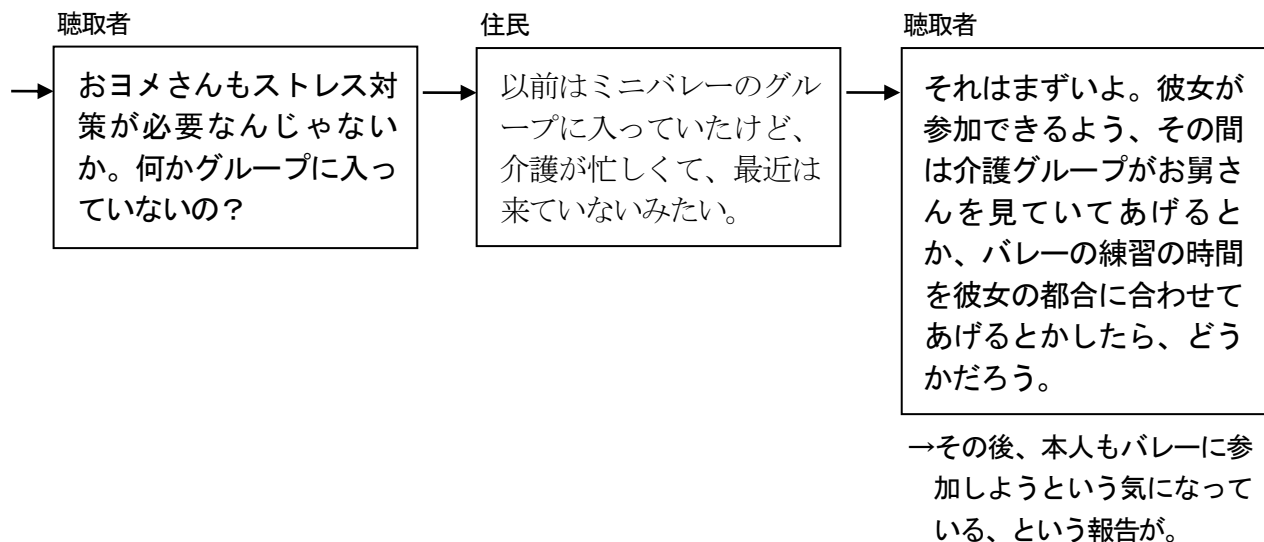 聴取者
おヨメさんもストレス対
策が必要なんじゃない
か。何かグループに入っ
ていないの？
住民
以前はミニバレーのグル
ープに入っていたけど、
介護が忙しくて、最近は
来ていないみたい。
聴取者
それはまずいよ。彼女が
参加できるよう、その間
は介護グループがお舅さ
んを見ていてあげると
か、バレーの練習の時間
を彼女の都合に合わせて
あげるとかしたら、どう
かだろう。
→その後、本人もバレーに参
加しようという気になって
いる、という報告が。